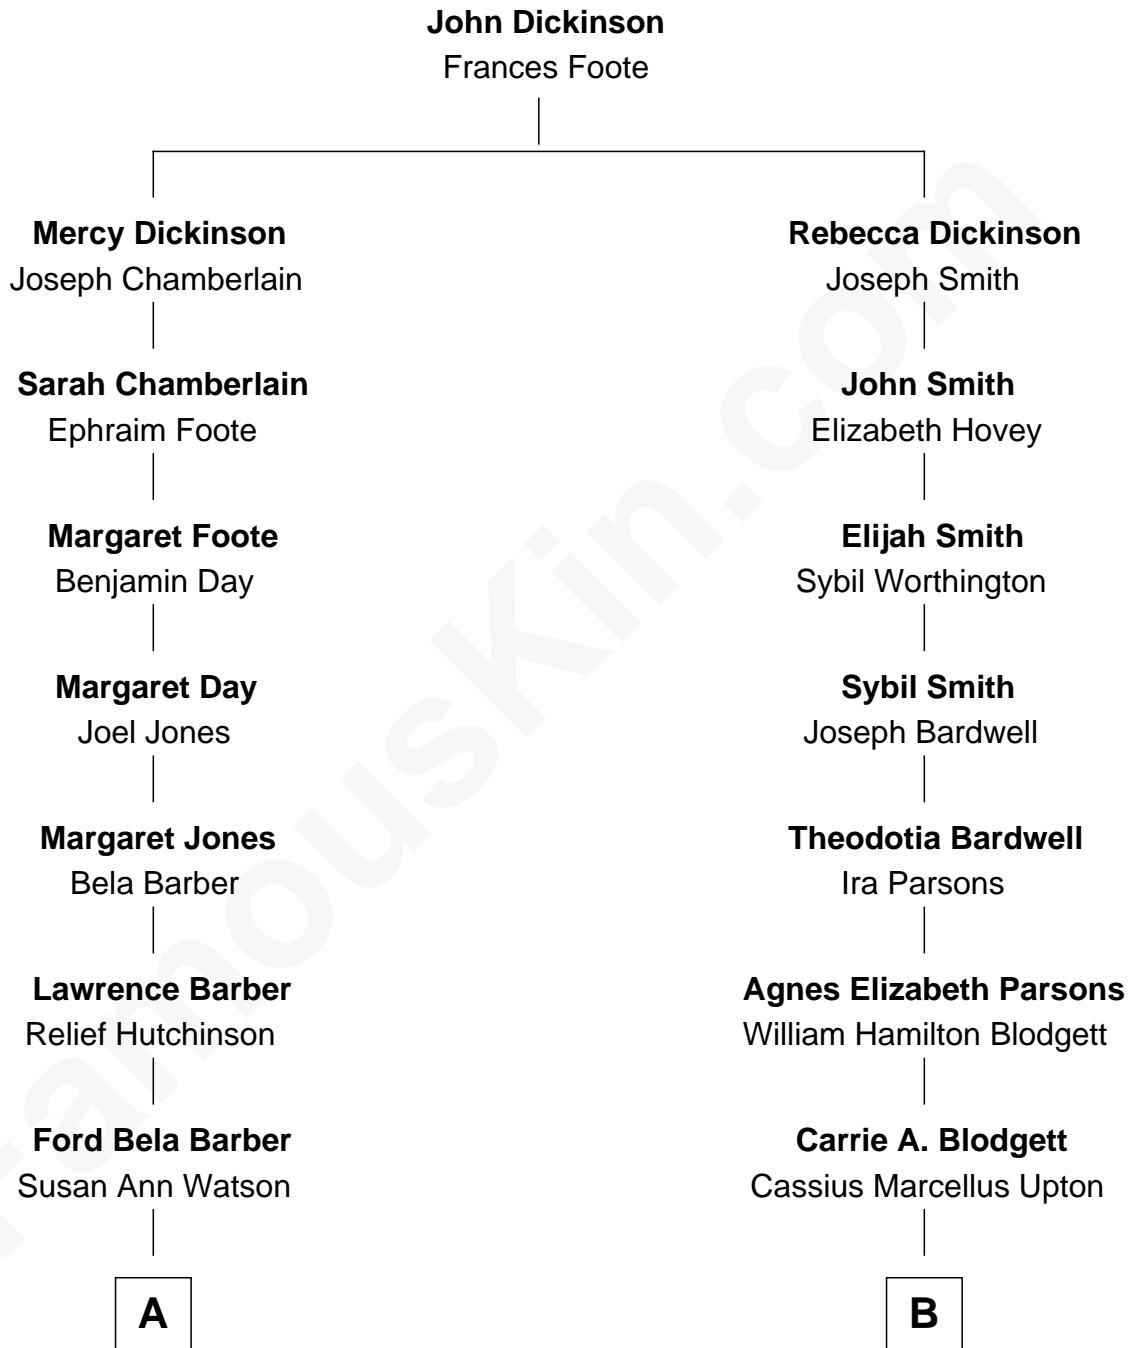 John Dickinson
Frances Foote
Mercy Dickinson
Joseph Chamberlain
Rebecca Dickinson
Joseph Smith
Sarah Chamberlain
Ephraim Foote
John Smith
Elizabeth Hovey
Margaret Foote
Benjamin Day
Elijah Smith
Sybil Worthington
Margaret Day
Joel Jones
Sybil Smith
Joseph Bardwell
Margaret Jones
Bela Barber
Theodotia Bardwell
Ira Parsons
Lawrence Barber
Relief Hutchinson
Agnes Elizabeth Parsons
William Hamilton Blodgett
Ford Bela Barber
Susan Ann Watson
Carrie A. Blodgett
Cassius Marcellus Upton
A
B
FamousKin.com